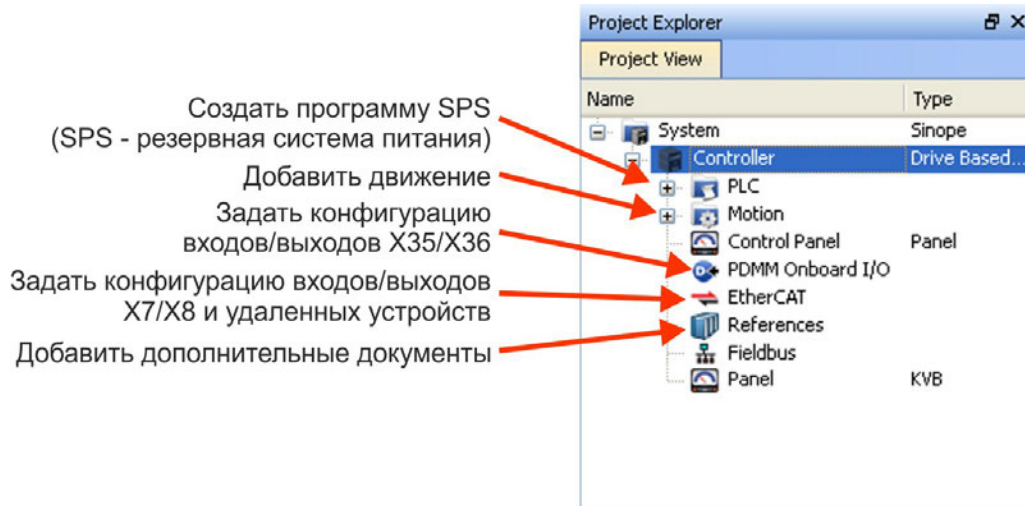 Создать программу SPS
(SPS - резервная система питания)
Добавить движение
Задать конфигурацию
входов/выходов X35/X36
Задать конфигурацию входов/выходов
X7/X8 и удаленных устройств
Добавить дополнительные документы
Project Explorer
Project View
Name Type
System Sinope
Controller Drive Based...
PLC
Motion
Control Panel Panel
PDMM Onboard I/O
EtherCAT
References
Fieldbus
Panel KVB